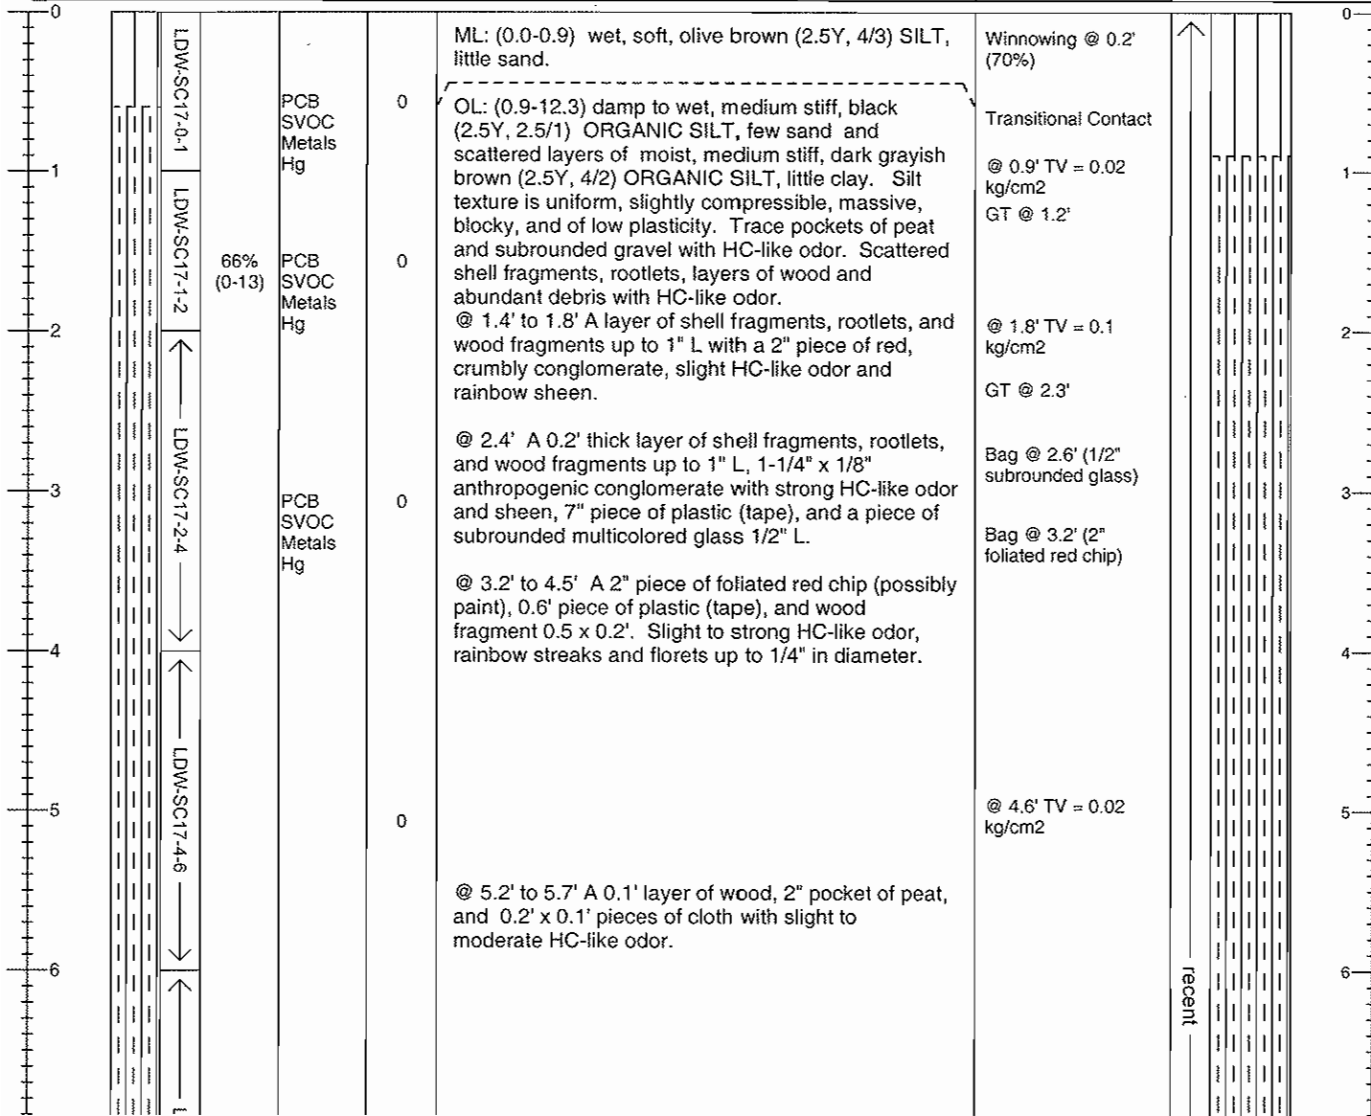 0
1
2
3
4
5
6
LDW-SC17-0-1
LDW-SC17-1-2
LDW-SC17-2-4
LDW-SC17-4-6
L
66%
(0-13)
PCB
SVOC
Metals
Hg
PCB
SVOC
Metals
Hg
PCB
SVOC
Metals
Hg
0
0
0
0
ML: (0.0-0.9) wet, soft, olive brown (2.5Y, 4/3) SILT,
little sand.
OL: (0.9-12.3) damp to wet, medium stiff, black
(2.5Y, 2.5/1) ORGANIC SILT, few sand and
scattered layers of moist, medium stiff, dark grayish
brown (2.5Y, 4/2) ORGANIC SILT, little clay. Silt
texture is uniform, slightly compressible, massive,
blocky, and of low plasticity. Trace pockets of peat
and subrounded gravel with HC-like odor. Scattered
shell fragments, rootlets, layers of wood and
abundant debris with HC-like odor.
@ 1.4' to 1.8' A layer of shell fragments, rootlets, and
wood fragments up to 1" L with a 2" piece of red,
crumbly conglomerate, slight HC-like odor and
rainbow sheen.
@ 2.4' A 0.2' thick layer of shell fragments, rootlets,
and wood fragments up to 1" L, 1-1/4" x 1/8"
anthropogenic conglomerate with strong HC-like odor
and sheen, 7" piece of plastic (tape), and a piece of
subrounded multicolored glass 1/2" L.
@ 3.2' to 4.5' A 2" piece of foliated red chip (possibly
paint), 0.6' piece of plastic (tape), and wood
fragment 0.5 x 0.2'. Slight to strong HC-like odor,
rainbow streaks and florets up to 1/4" in diameter.
@ 5.2' to 5.7' A 0.1' layer of wood, 2" pocket of peat,
and 0.2' x 0.1' pieces of cloth with slight to
moderate HC-like odor.
Winnowing @ 0.2'
(70%)
Transitional Contact
@ 0.9' TV = 0.02
kg/cm2
GT @ 1.2'
@ 1.8' TV = 0.1
kg/cm2
GT @ 2.3'
Bag @ 2.6' (1/2"
subrounded glass)
Bag @ 3.2' (2"
foliated red chip)
@ 4.6' TV = 0.02
kg/cm2
recent
0
1
2
3
4
5
6